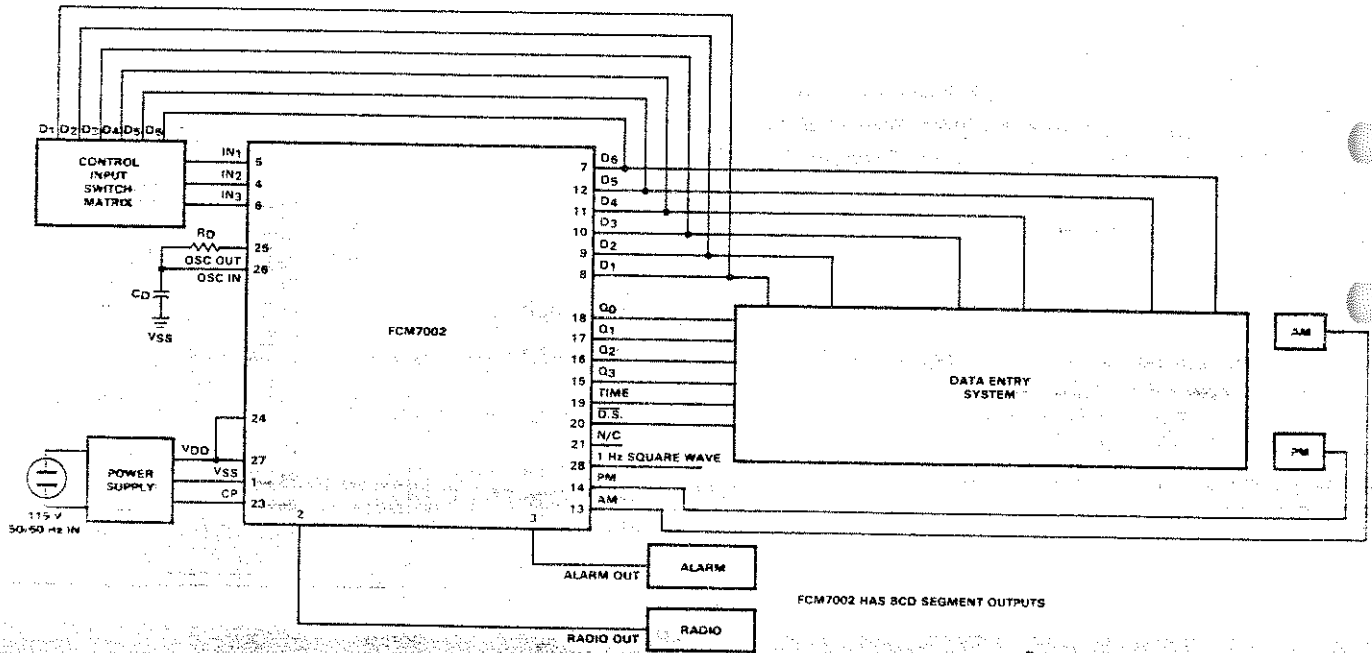 D1 D2 D3 D4 D5 D6
CONTROL
INPUT
SWITCH
MATRIX
IN1
5
IN2
4
IN3
6
RD
25
OSC OUT
26
OSC IN
CD
VSS
FCM7002
D6
7
D5
12
D4
11
D3
10
D2
9
D1
8
18
Q0
17
Q1
16
Q2
15
Q3
19
TIME
20
D.S.
21
N/C
28
1 Hz SQUARE WAVE
14
PM
13
AM
DATA ENTRY
SYSTEM
AM
PM
24
VDD
27
VSS
1
CP
23
POWER
SUPPLY
115 V
50/60 Hz IN
2
3
ALARM OUT
ALARM
RADIO OUT
RADIO
FCM7002 HAS BCD SEGMENT OUTPUTS